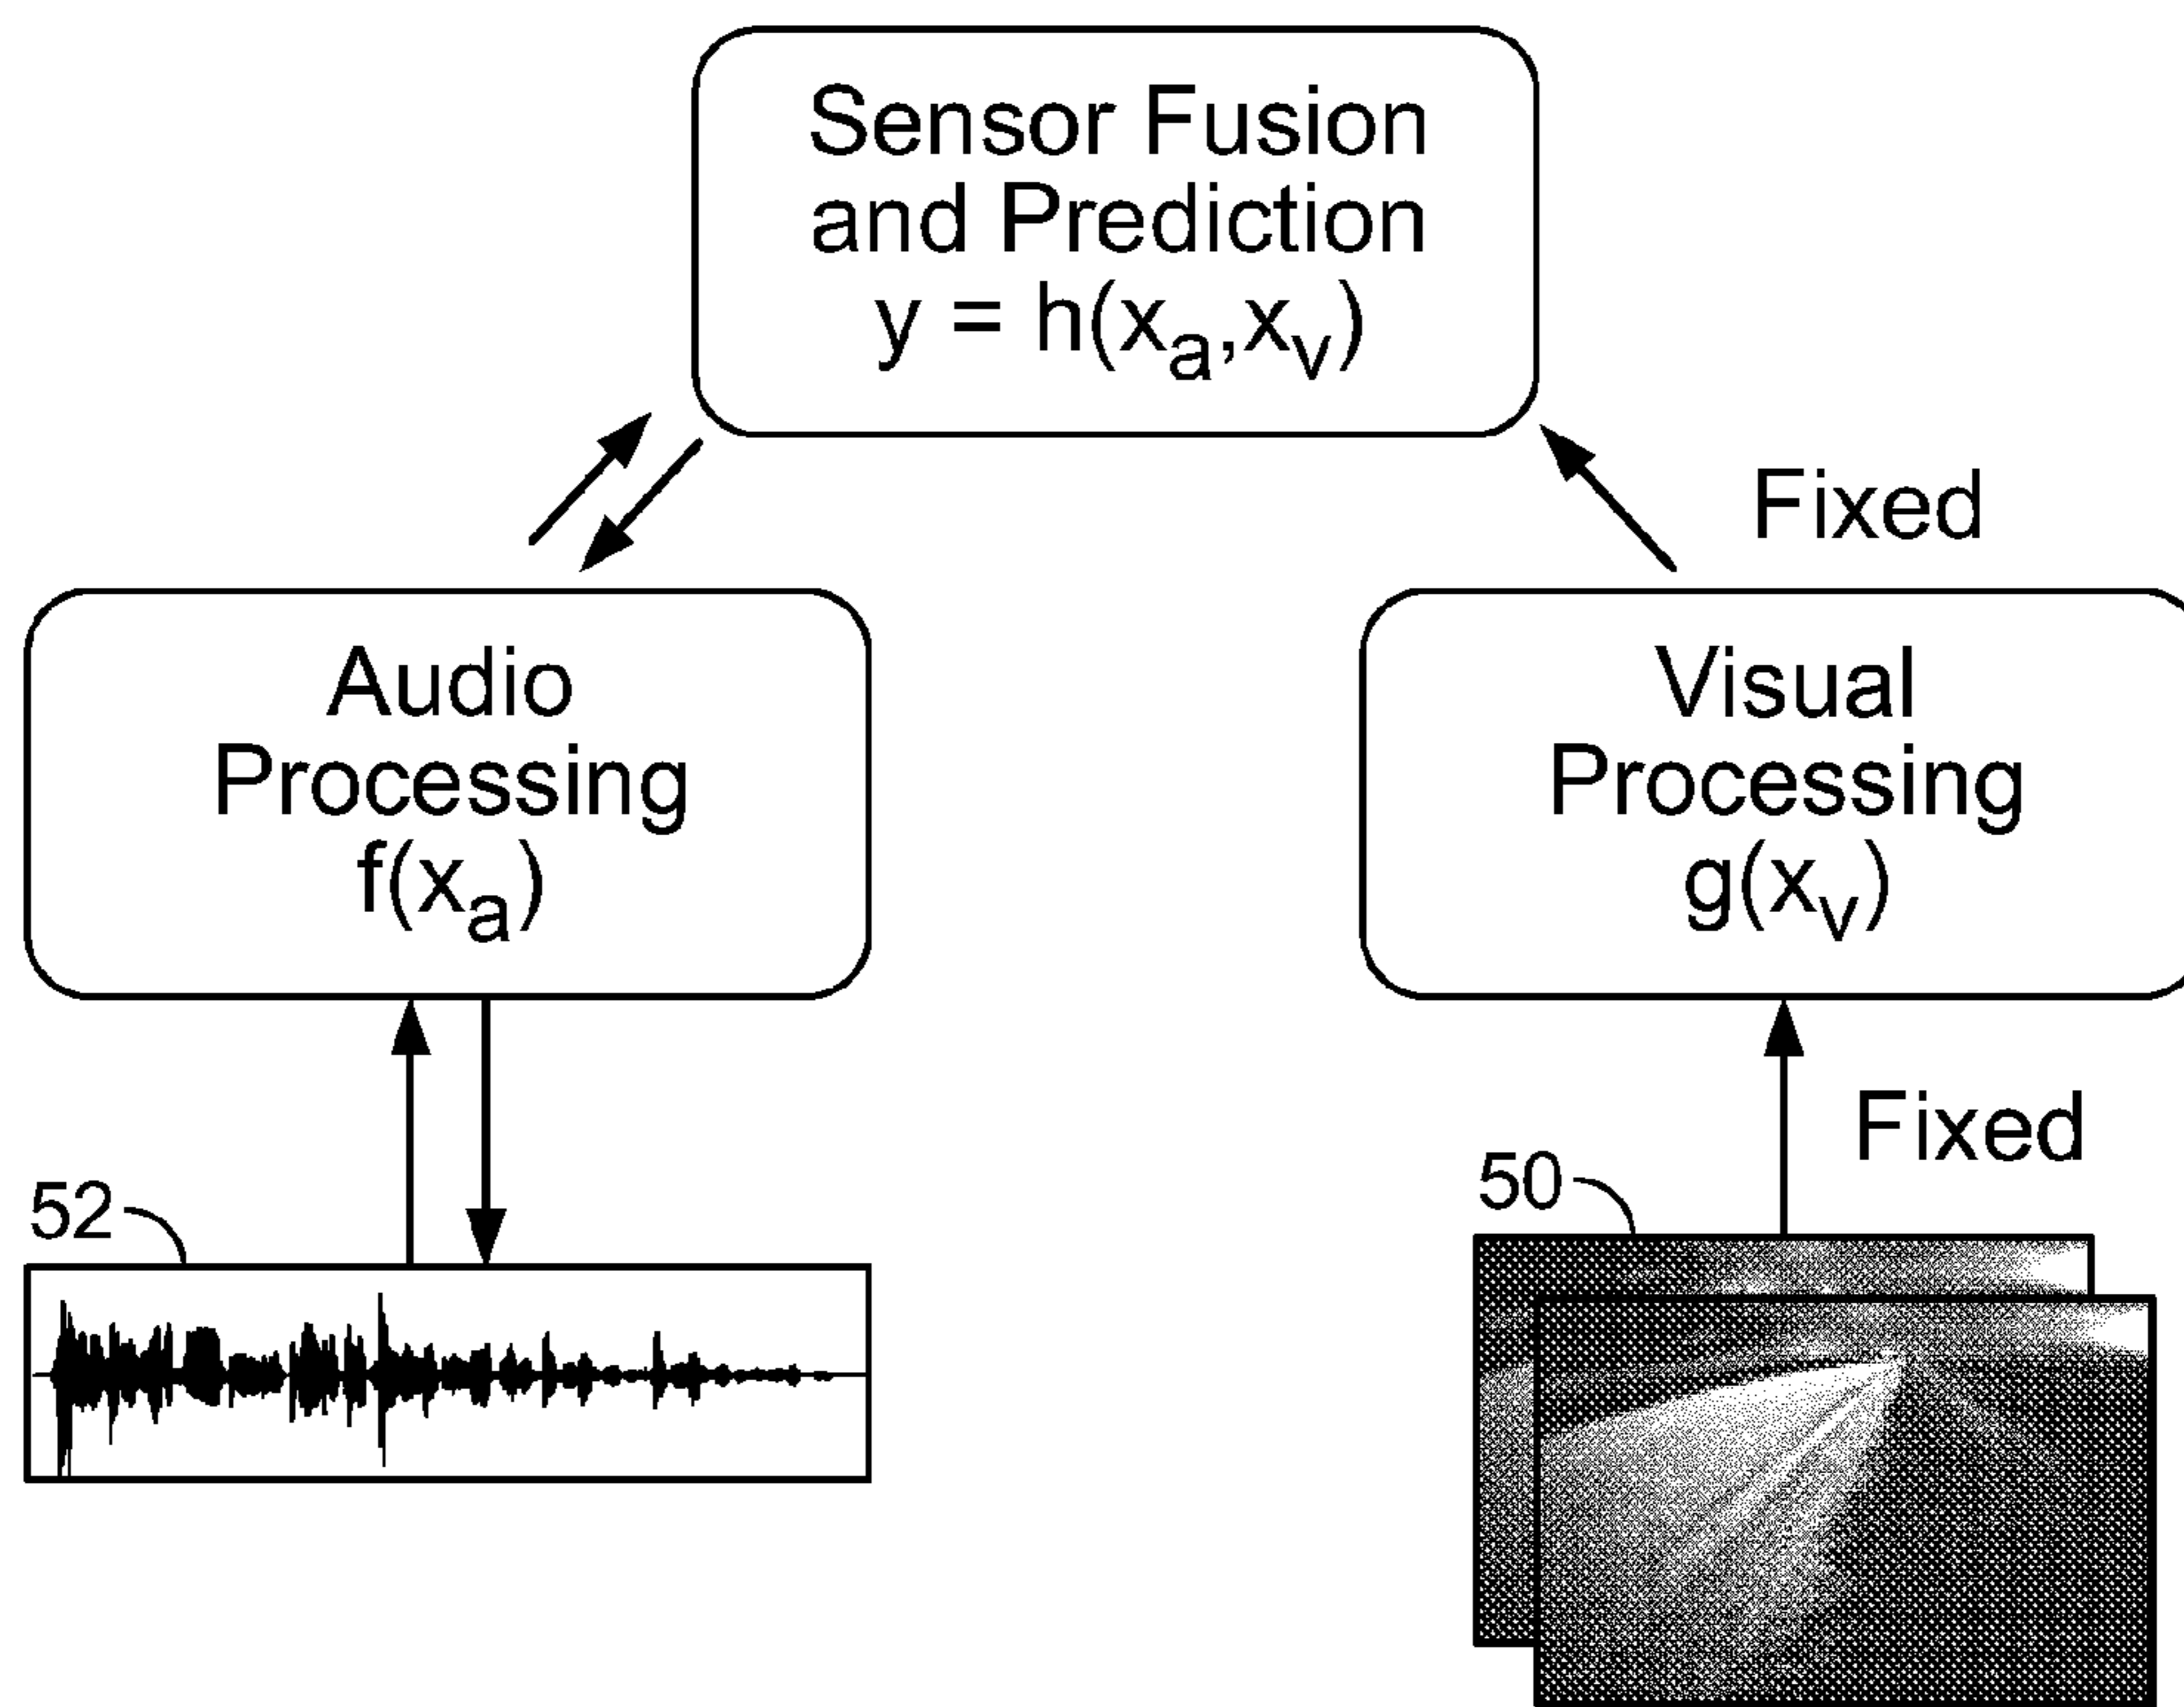 Sensor Fusion
and Prediction
y = h(xₐ,xᵥ)
Fixed
Audio
Processing
f(xₐ)
Visual
Processing
g(xᵥ)
Fixed
52
50